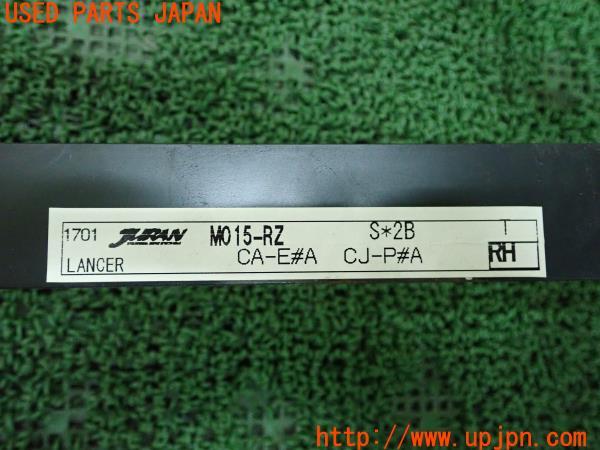 USED PARTS JAPAN
1701 JURAN M015-RZ S*2B T
LANCER CA-E#A CJ-P#A RH
http://www.upjpn.com/